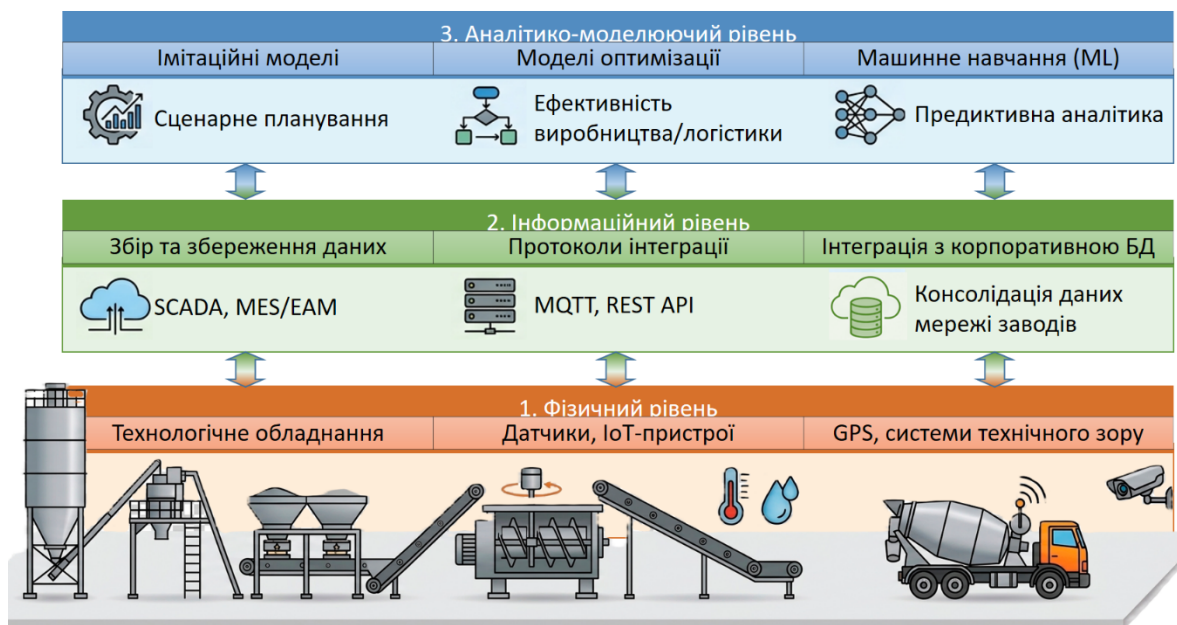 3. Аналітико-моделюючий рівень
Імітаційні моделі
Моделі оптимізації
Машинне навчання (ML)
Сценарне планування
Ефективність
виробництва/логістики
Предиктивна аналітика
2. Інформаційний рівень
Збір та збереження даних
Протоколи інтеграції
Інтеграція з корпоративною БД
SCADA, MES/EAM
MQTT, REST API
Консолідація даних
мережі заводів
1. Фізичний рівень
Технологічне обладнання
Датчики, IoT-пристрої
GPS, системи технічного зору